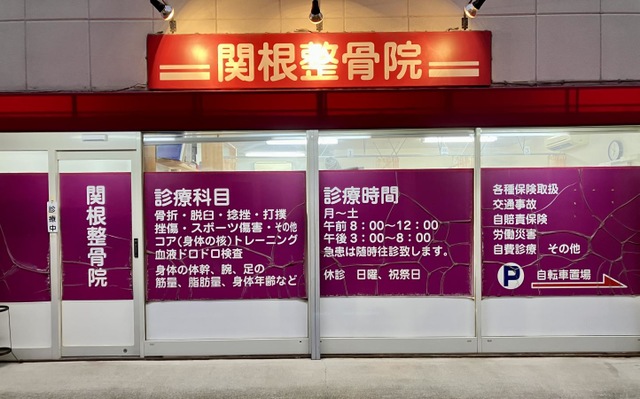 関根整骨院
関根整骨院
診療中
診療科目
骨折・脱臼・捻挫・打撲
挫傷・スポーツ傷害・その他
コア(身体の核)トレーニング
血液ドロドロ検査
身体の体幹、腕、足の
筋量、脂肪量、身体年齢など
診療時間
月～土
午前8：00～12：00
午後3：00～8：00
急患は随時往診致します。
休診 日曜、祝祭日
各種保険取扱
交通事故
自賠責保険
労働災害
自費診療 その他
P 自転車置場